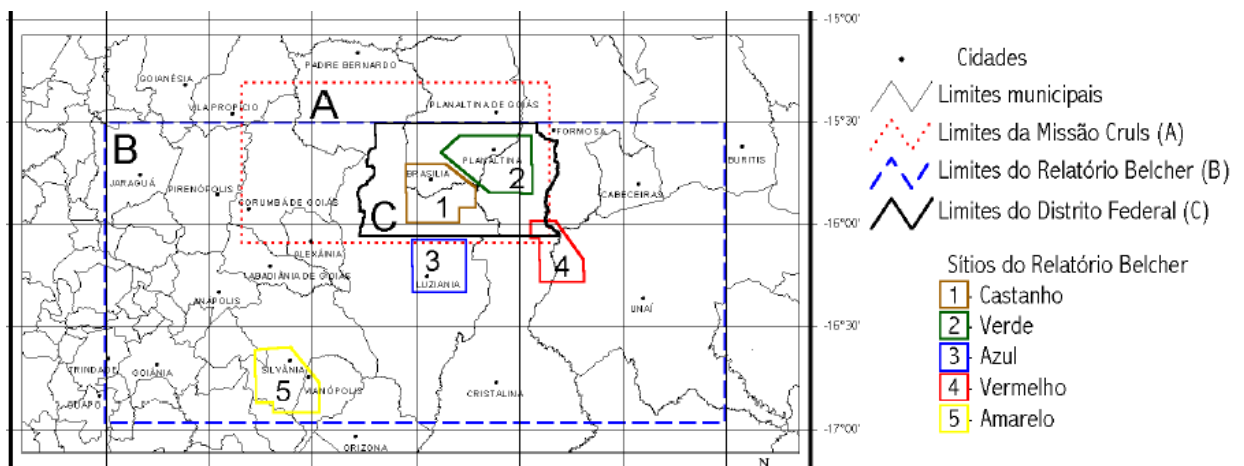 -15°00'
PADRE BERNARDO
GOIANÉSIA
A
PLANALTINA DE GOIÁS
VILA PROPÍCIO
-15°30'
FORMOSA
B
PLANALTINA
BURITIS
BRASILIA
2
JARAGUÁ
PIRENÓPOLIS
CABECEIRAS
1
CORUMBÁ DE GOIÁS
C
-16°00'
ALEXÂNIA
3
4
ABADIÂNIA DE GOIÁS
LUZIANIA
ANÁPOLIS
UNAÍ
-16°30'
TRINDADE
GOIÂNIA
SILVÂNIA
5
VIANÓPOLIS
CRISTALINA
GUAPO
-17°00'
ORIZONA
N
Cidades
Limites municipais
Limites da Missão Cruls (A)
Limites do Relatório Belcher (B)
Limites do Distrito Federal (C)
Sítios do Relatório Belcher
1 - Castanho
2 - Verde
3 - Azul
4 - Vermelho
5 - Amarelo